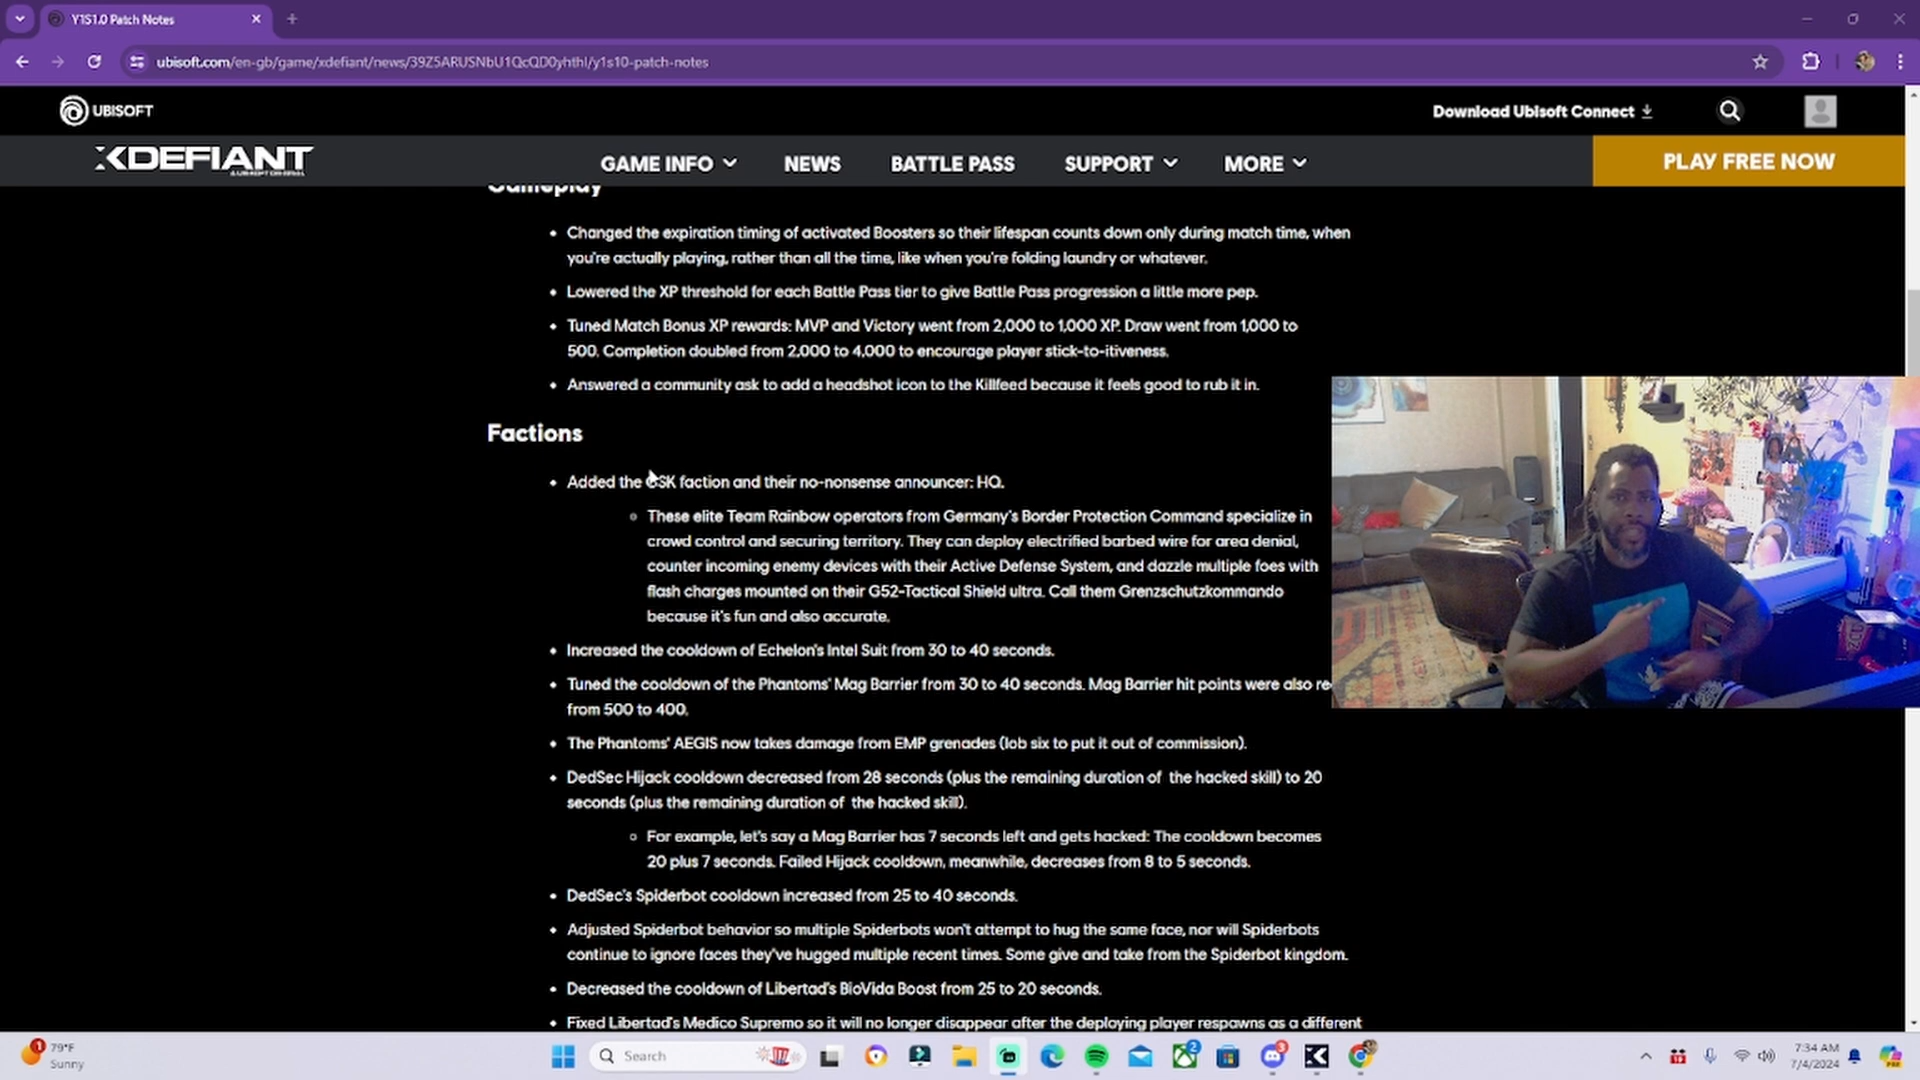 Y1S1.0 Patch Notes
ubisoft.com/en-gb/game/xdefiant/news/39Z5ARUSNbU1QcQD0yhthI/y1s10-patch-notes
UBISOFT
Download Ubisoft Connect
XDEFIANT
A UBISOFT ORIGINAL
GAME INFO
NEWS
BATTLE PASS
SUPPORT
MORE
PLAY FREE NOW
Gameplay
• Changed the expiration timing of activated Boosters so their lifespan counts down only during match time, when
you're actually playing, rather than all the time, like when you're folding laundry or whatever.
• Lowered the XP threshold for each Battle Pass tier to give Battle Pass progression a little more pep.
• Tuned Match Bonus XP rewards: MVP and Victory went from 2,000 to 1,000 XP. Draw went from 1,000 to
500. Completion doubled from 2,000 to 4,000 to encourage player stick-to-itiveness.
• Answered a community ask to add a headshot icon to the Killfeed because it feels good to rub it in.
Factions
• Added the GSK faction and their no-nonsense announcer: HQ.
○ These elite Team Rainbow operators from Germany's Border Protection Command specialize in
crowd control and securing territory. They can deploy electrified barbed wire for area denial,
counter incoming enemy devices with their Active Defense System, and dazzle multiple foes with
flash charges mounted on their G52-Tactical Shield ultra. Call them Grenzschutzkommando
because it's fun and also accurate.
• Increased the cooldown of Echelon's Intel Suit from 30 to 40 seconds.
• Tuned the cooldown of the Phantoms' Mag Barrier from 30 to 40 seconds. Mag Barrier hit points were also re
from 500 to 400.
• The Phantoms' AEGIS now takes damage from EMP grenades (lob six to put it out of commission).
• DedSec Hijack cooldown decreased from 28 seconds (plus the remaining duration of the hacked skill) to 20
seconds (plus the remaining duration of the hacked skill).
○ For example, let's say a Mag Barrier has 7 seconds left and gets hacked: The cooldown becomes
20 plus 7 seconds. Failed Hijack cooldown, meanwhile, decreases from 8 to 5 seconds.
• DedSec's Spiderbot cooldown increased from 25 to 40 seconds.
• Adjusted Spiderbot behavior so multiple Spiderbots won't attempt to hug the same face, nor will Spiderbots
continue to ignore faces they've hugged multiple recent times. Some give and take from the Spiderbot kingdom.
• Decreased the cooldown of Libertad's BioVida Boost from 25 to 20 seconds.
• Fixed Libertad's Medico Supremo so it will no longer disappear after the deploying player respawns as a different
1
79°F
Sunny
Search
2
3
7:34 AM
7/4/2024